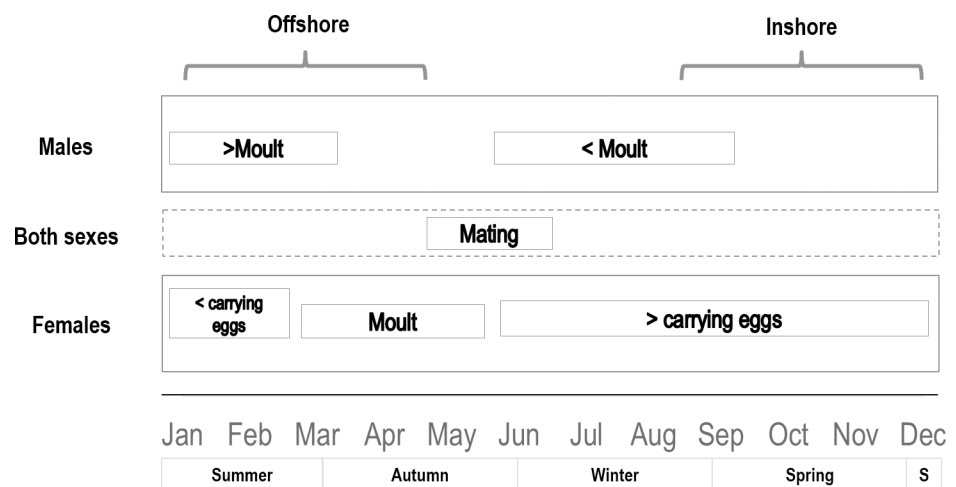 Offshore
Inshore
Males
>Moult
< Moult
Both sexes
Mating
Females
< carrying
eggs
Moult
> carrying eggs
Jan Feb Mar Apr May Jun Jul Aug Sep Oct Nov Dec
Summer Autumn Winter Spring S